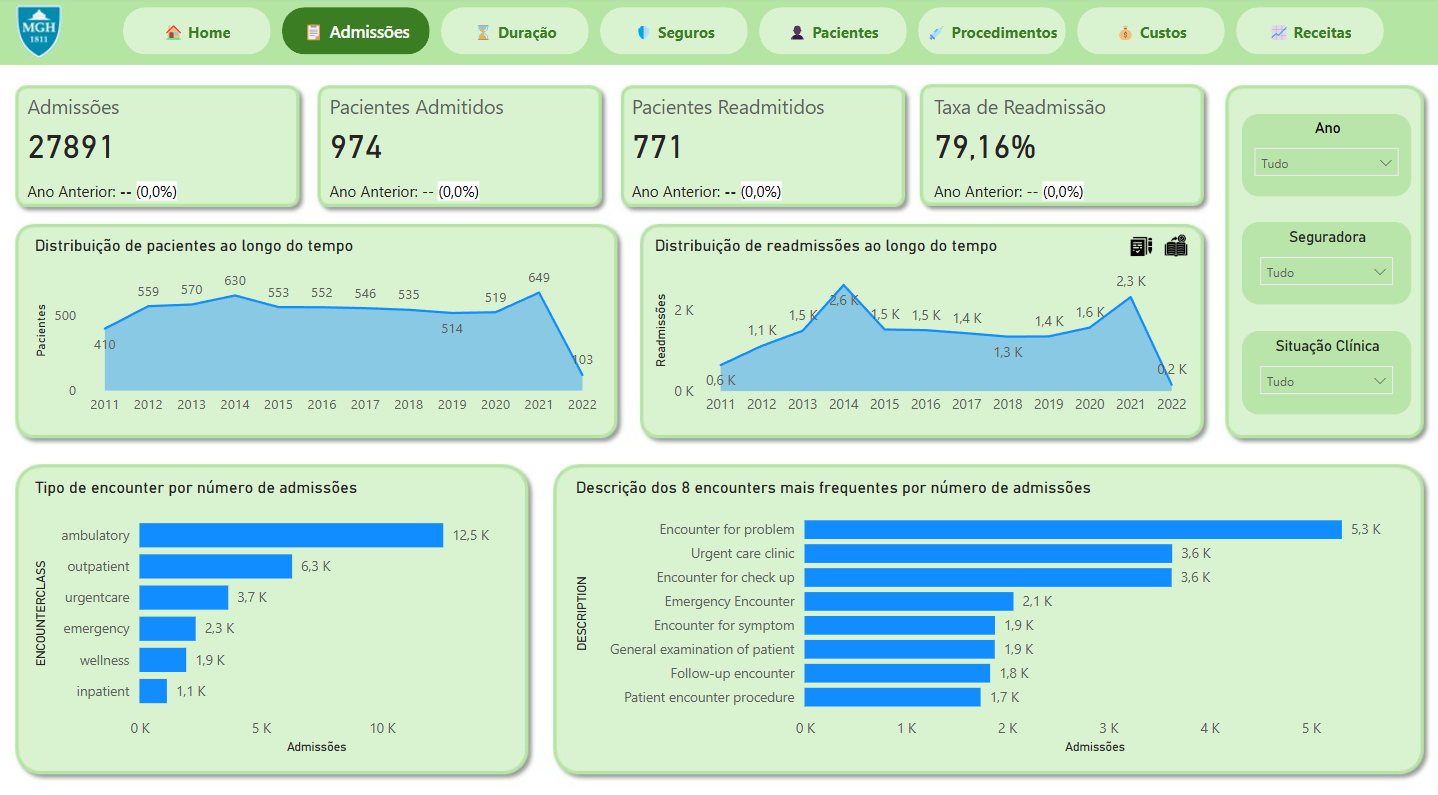 MGH
1811
Home
Admissões
Duração
Seguros
Pacientes
Procedimentos
Custos
Receitas
Admissões
27891
Ano Anterior: -- (0,0%)
Pacientes Admitidos
974
Ano Anterior: -- (0,0%)
Pacientes Readmitidos
771
Ano Anterior: -- (0,0%)
Taxa de Readmissão
79,16%
Ano Anterior: -- (0,0%)
Ano
Tudo
Seguradora
Tudo
Situação Clínica
Tudo
Distribuição de pacientes ao longo do tempo
Pacientes
500
0
410
559
570
630
553
552
546
535
514
519
649
103
2011 2012 2013 2014 2015 2016 2017 2018 2019 2020 2021 2022
Distribuição de readmissões ao longo do tempo
Readmissões
2 K
0 K
0,6 K
1,1 K
1,5 K
2,6 K
1,5 K
1,5 K
1,4 K
1,3 K
1,4 K
1,6 K
2,3 K
0,2 K
2011 2012 2013 2014 2015 2016 2017 2018 2019 2020 2021 2022
Tipo de encounter por número de admissões
ENCOUNTERCLASS
ambulatory 12,5 K
outpatient 6,3 K
urgentcare 3,7 K
emergency 2,3 K
wellness 1,9 K
inpatient 1,1 K
0 K 5 K 10 K
Admissões
Descrição dos 8 encounters mais frequentes por número de admissões
DESCRIPTION
Encounter for problem 5,3 K
Urgent care clinic 3,6 K
Encounter for check up 3,6 K
Emergency Encounter 2,1 K
Encounter for symptom 1,9 K
General examination of patient 1,9 K
Follow-up encounter 1,8 K
Patient encounter procedure 1,7 K
0 K 1 K 2 K 3 K 4 K 5 K
Admissões